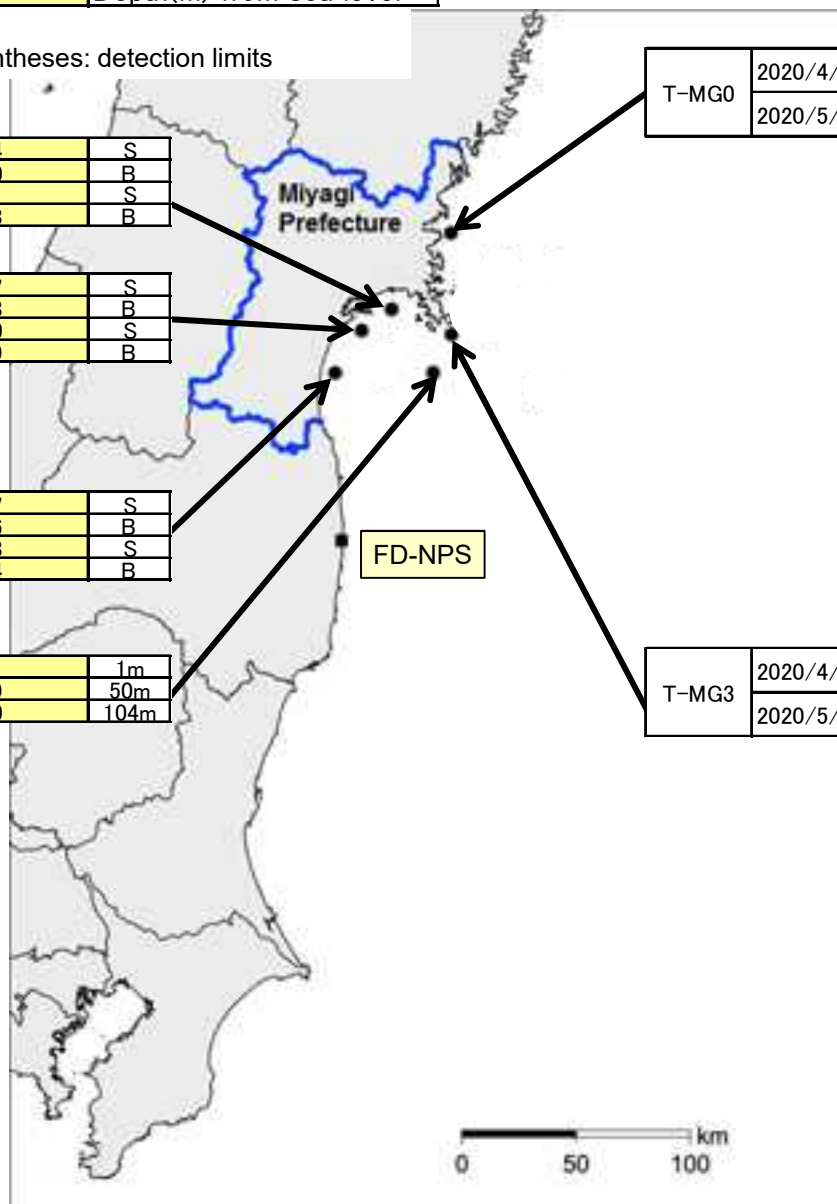 Depth(m) from sea level
ntheses: detection limits
T-MG0
2020/4/
2020/5/
S
B
S
B
Miyagi
Prefecture
S
B
S
B
S
B
S
B
FD-NPS
1m
50m
104m
T-MG3
2020/4/
2020/5/
km
0
50
100